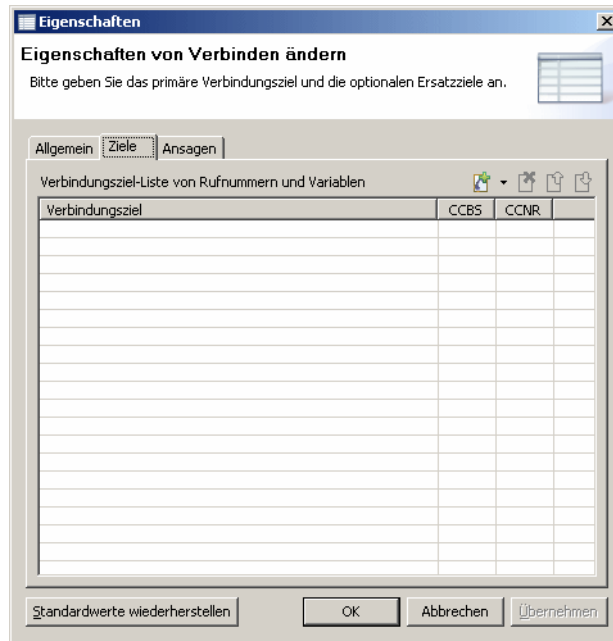 Eigenschaften
Eigenschaften von Verbinden ändern
Bitte geben Sie das primäre Verbindungsziel und die optionalen Ersatzziele an.
Allgemein Ziele Ansagen
Verbindungsziel-Liste von Rufnummern und Variablen
Verbindungsziel CCBS CCNR
Standardwerte wiederherstellen OK Abbrechen Übernehmen